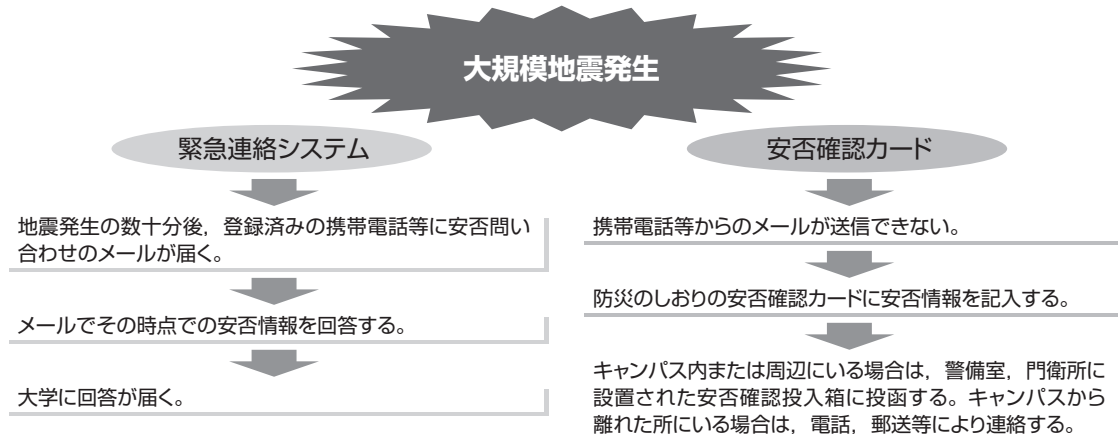 大規模地震発生
緊急連絡システム
地震発生の数十分後，登録済みの携帯電話等に安否問い
合わせのメールが届く。
メールでその時点での安否情報を回答する。
大学に回答が届く。
安否確認カード
携帯電話等からのメールが送信できない。
防災のしおりの安否確認カードに安否情報を記入する。
キャンパス内または周辺にいる場合は，警備室，門衛所に
設置された安否確認投入箱に投函する。キャンパスから
離れた所にいる場合は，電話，郵送等により連絡する。